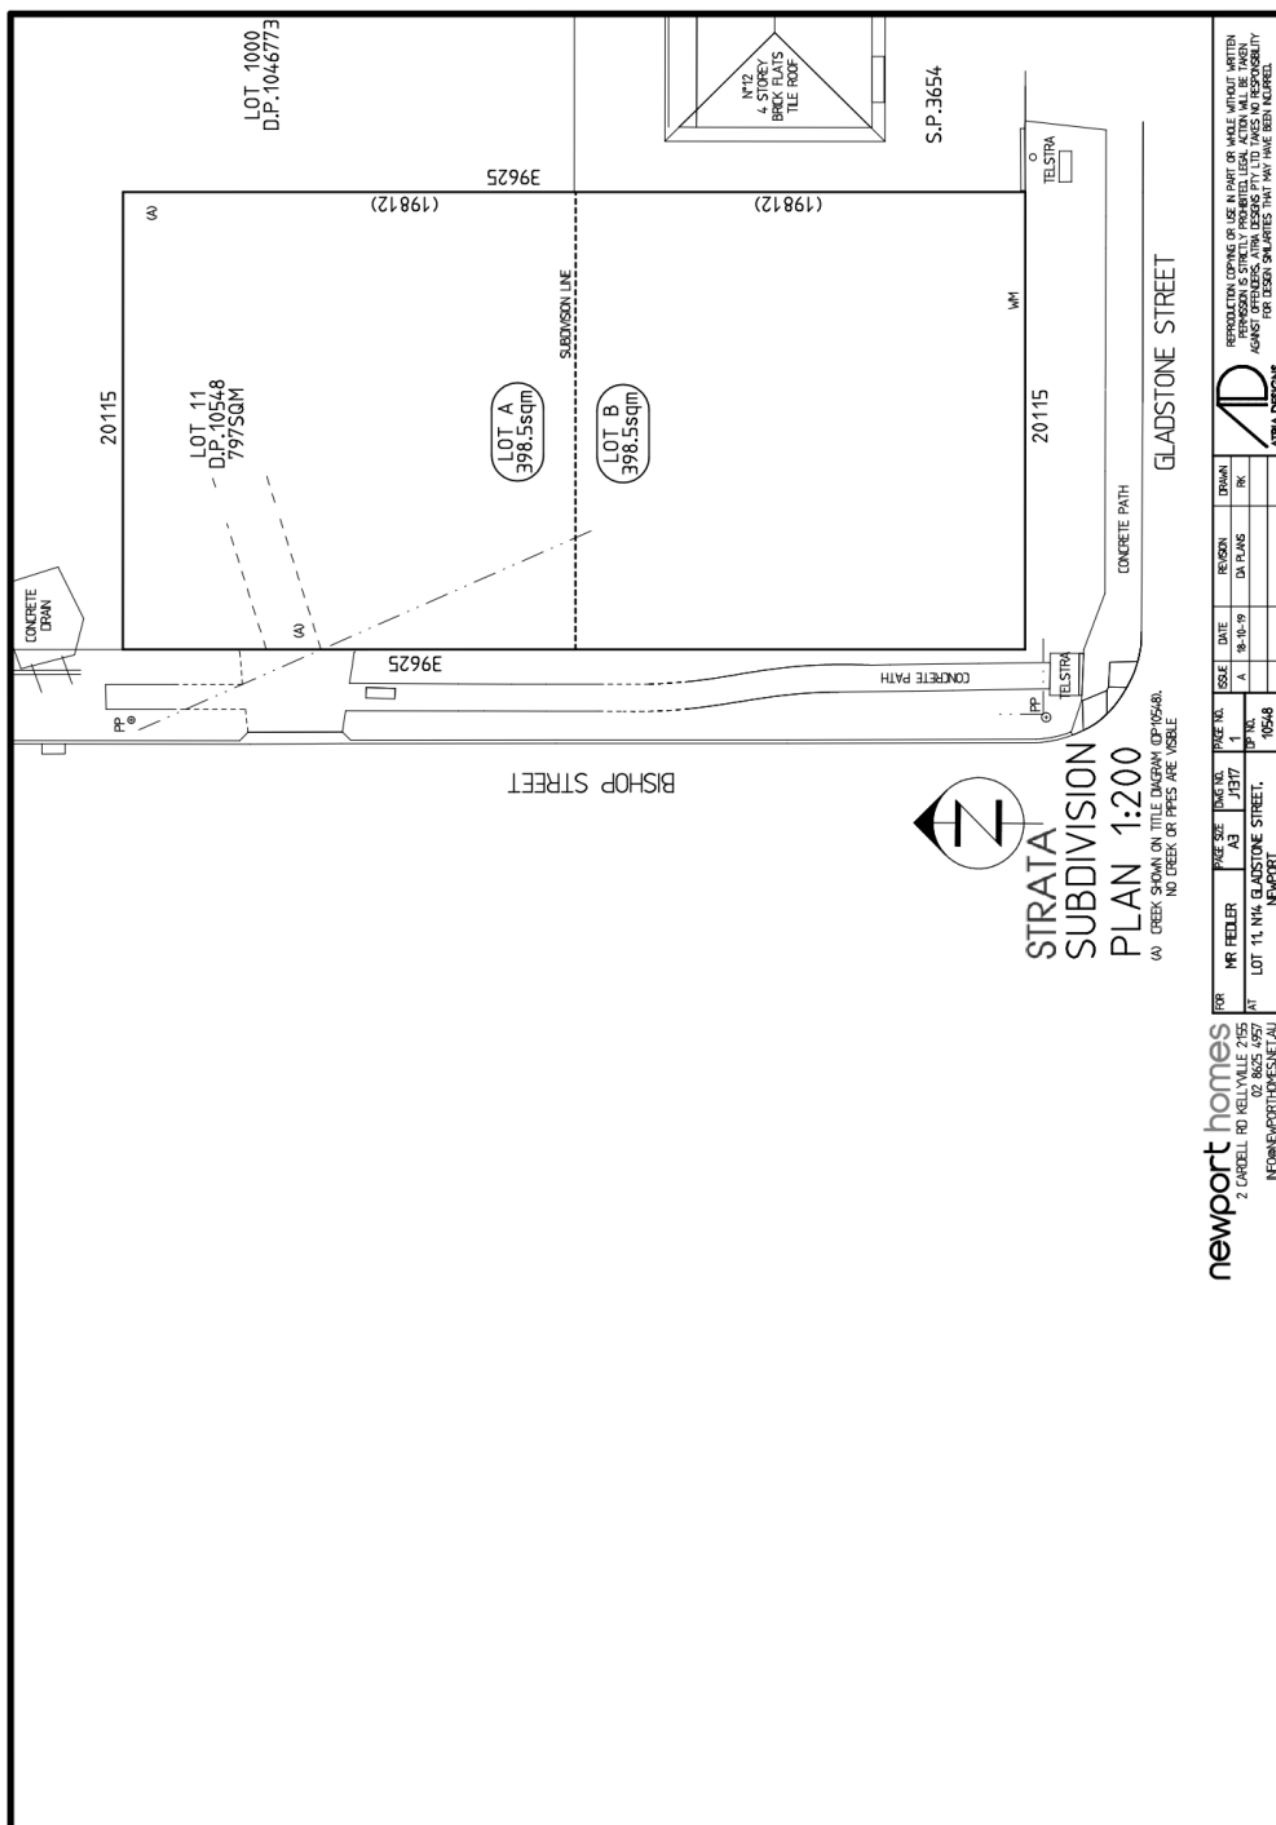 LOT 1000
D.P.1046773
N°12
4 STOREY
BRICK FLATS
TILE ROOF
S.P.3654
39625
(19812)
(19812)
(A)
TELSTRA
SUBDIVISION LINE
WM
20115
LOT 11
D.P.10548
797SQM
LOT A
398.5sqm
LOT B
398.5sqm
20115
GLADSTONE STREET
CONCRETE PATH
CONCRETE
DRAIN
(A)
39625
CONCRETE PATH
TELSTRA
PP
PP
BISHOP STREET
N
STRATA
SUBDIVISION
PLAN 1:200
(A) CREEK SHOWN ON TITLE DIAGRAM (DP10548).
NO CREEK OR PIPES ARE VISIBLE
newport homes
2 CARDELL RD KELLYVILLE 2155
02 8625 4957
INFO@NEWPORTHOMES.NET.AU
FOR
MR FIEDLER
PAGE SIZE
A3
DWG NO.
J1317
PAGE NO.
1
AT
LOT 11, N14 GLADSTONE STREET,
NEWPORT
DP NO.
10548
ISSUE DATE REVISION DRAWN
A 18-10-19 DA PLANS RK
AD
ATRIA DESIGNS
REPRODUCTION COPYING OR USE IN PART OR WHOLE WITHOUT WRITTEN
PERMISSION IS STRICTLY PROHIBITED. LEGAL ACTION WILL BE TAKEN
AGAINST OFFENDERS. ATRIA DESIGNS PTY LTD TAKES NO RESPONSIBILITY
FOR DESIGN SIMILARITIES THAT MAY HAVE BEEN INCURRED.